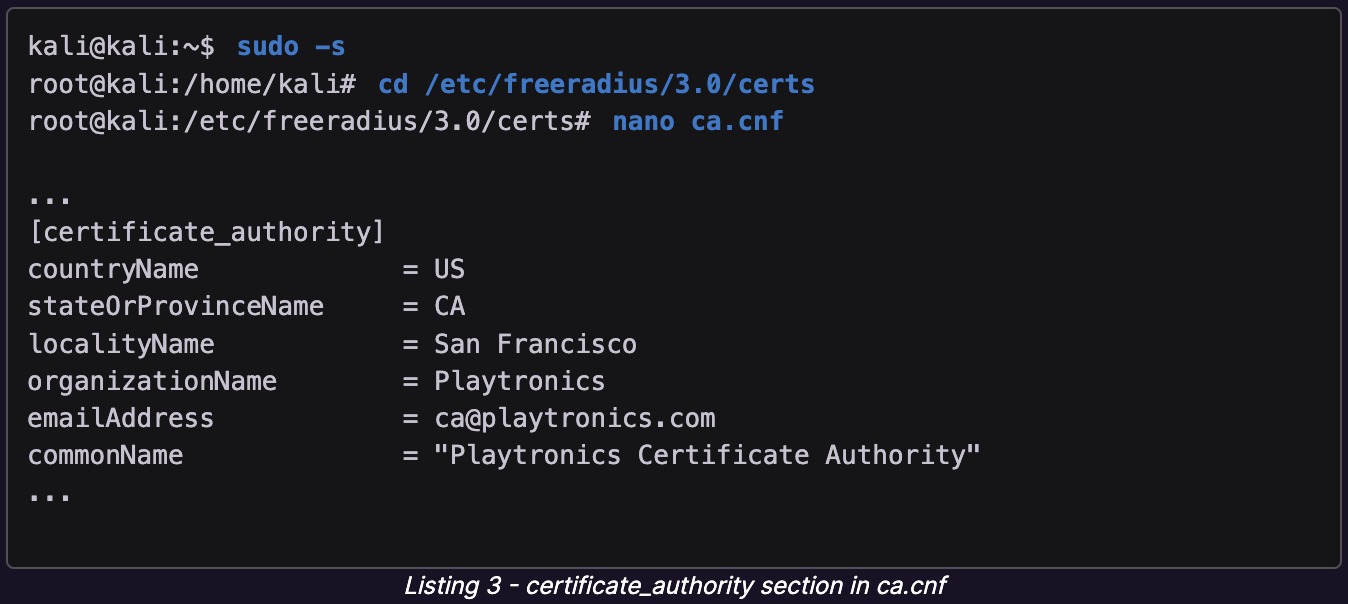 kali@kali:~$ sudo -s
root@kali:/home/kali# cd /etc/freeradius/3.0/certs
root@kali:/etc/freeradius/3.0/certs# nano ca.cnf
...
[certificate_authority]
countryName = US
stateOrProvinceName = CA
localityName = San Francisco
organizationName = Playtronics
emailAddress = ca@playtronics.com
commonName = "Playtronics Certificate Authority"
...
Listing 3 - certificate_authority section in ca.cnf